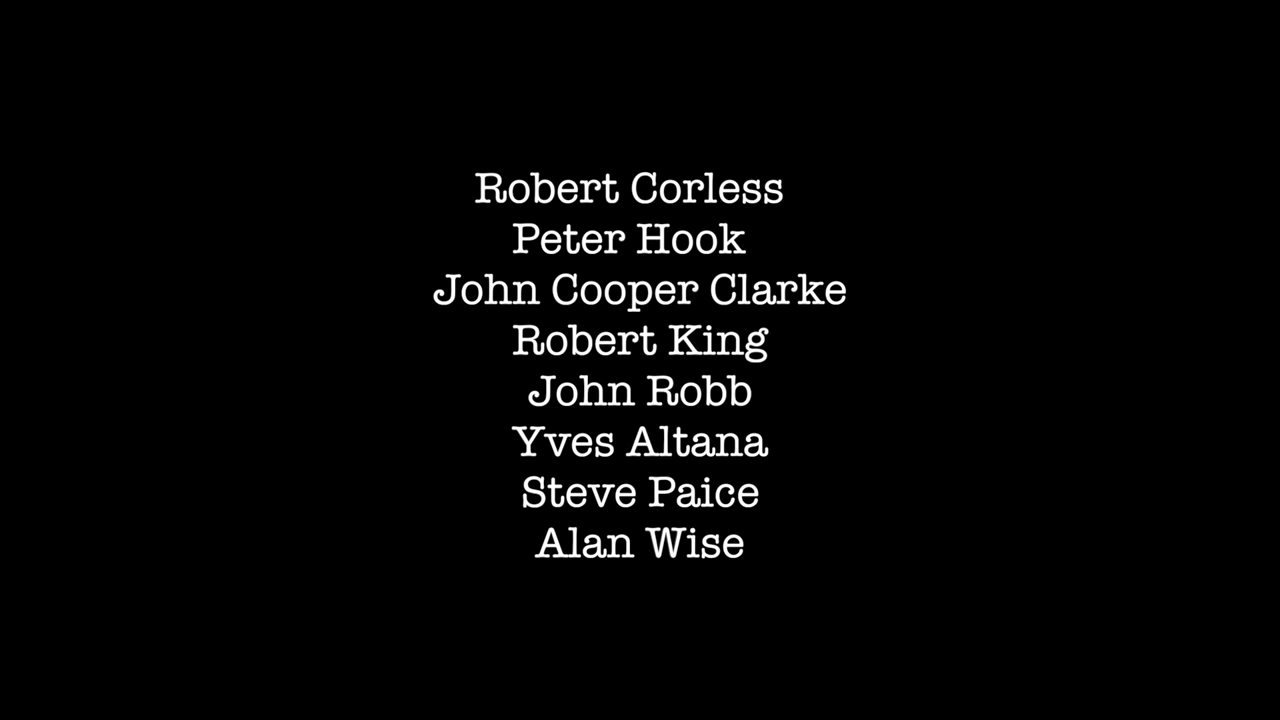 Robert Corless
Peter Hook
John Cooper Clarke
Robert King
John Robb
Yves Altana
Steve Paice
Alan Wise